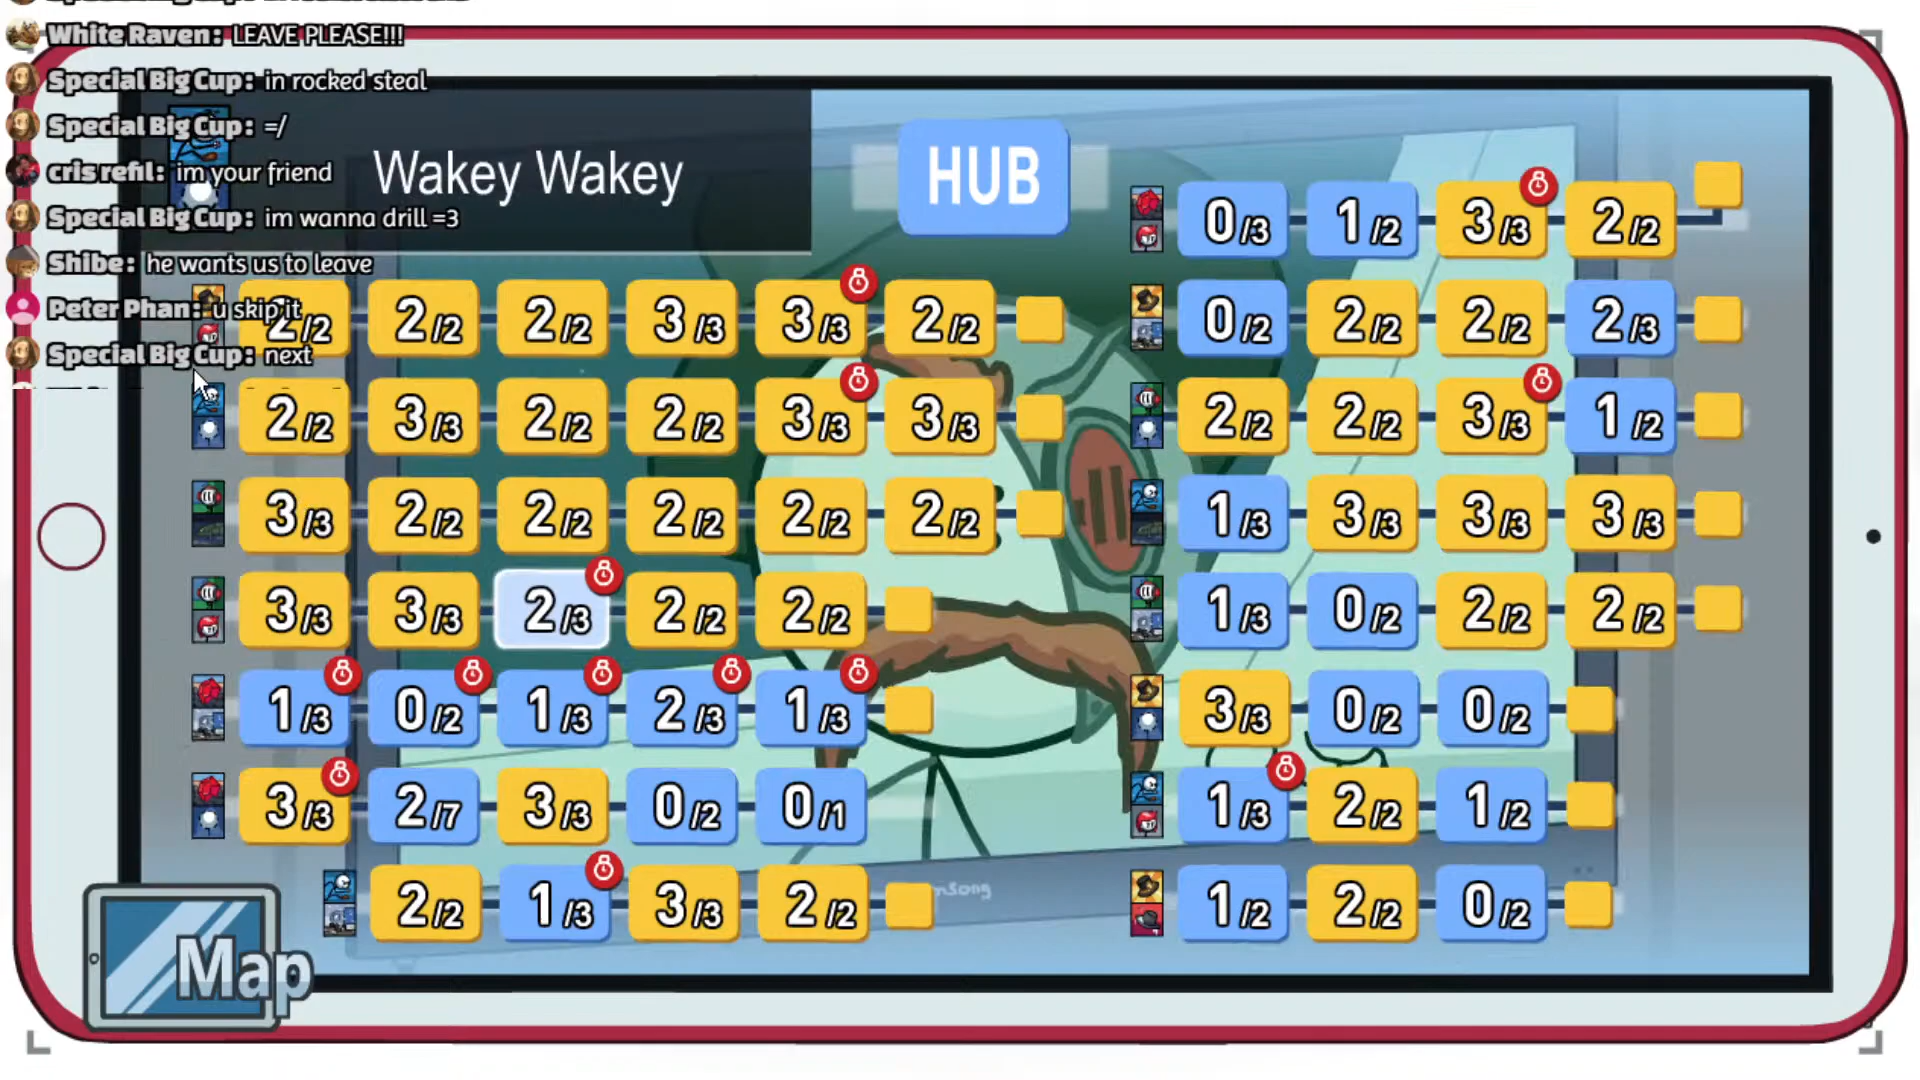 White Raven: LEAVE PLEASE!!!
Special Big Cup: in rocked steal
Special Big Cup: =/
cris refil: im your friend
Special Big Cup: im wanna drill =3
Shibe: he wants us to leave
Peter Phan: u skip it
Special Big Cup: next
Wakey Wakey
HUB
2/2 2/2 2/2 3/3 3/3 2/2
2/2 3/3 2/2 2/2 3/3 3/3
3/3 2/2 2/2 2/2 2/2 2/2
3/3 3/3 2/3 2/2 2/2
1/3 0/2 1/3 2/3 1/3
3/3 2/7 3/3 0/2 0/1
2/2 1/3 3/3 2/2
0/3 1/2 3/3 2/2
0/2 2/2 2/2 2/3
2/2 2/2 3/3 1/2
1/3 3/3 3/3 3/3
1/3 0/2 2/2 2/2
3/3 0/2 0/2
1/3 2/2 1/2
1/2 2/2 0/2
Map